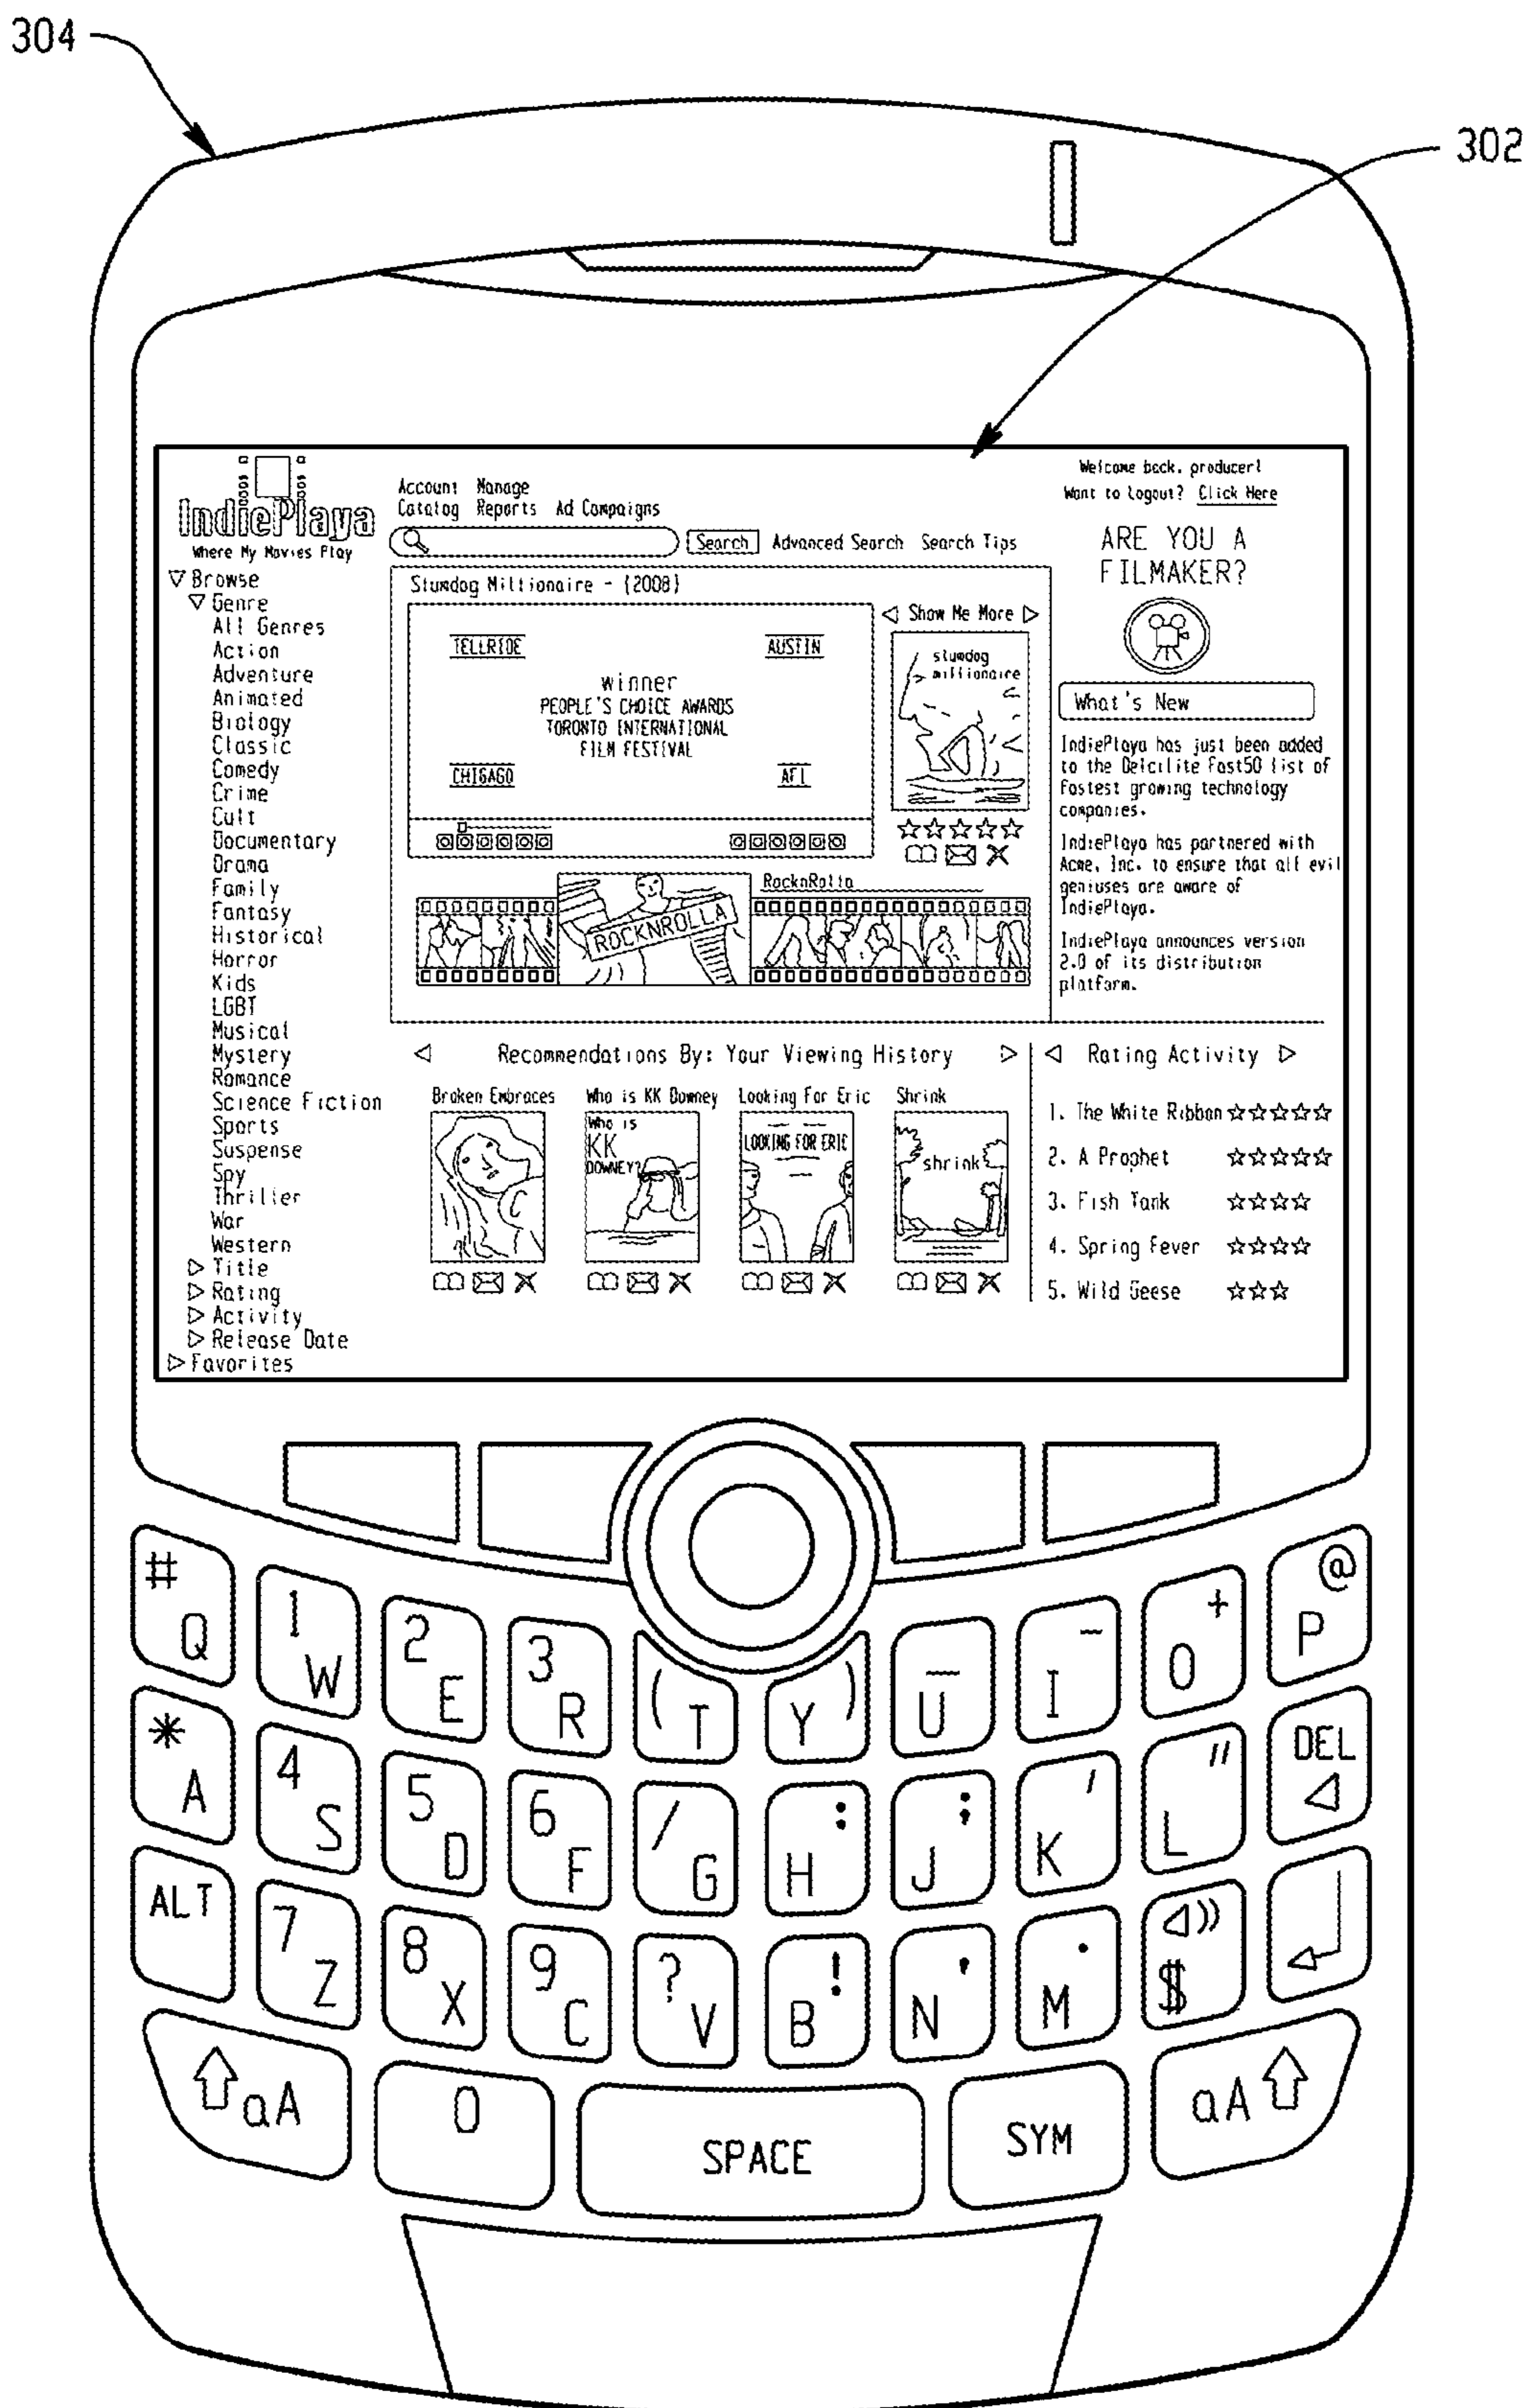 304
302
IndiePlaya
Where My Movies Play
Account Manage
Catalog Reports Ad Campaigns
Search Advanced Search Search Tips
Welcome back, producer!
Want to Logout? Click Here
ARE YOU A
FILMAKER?
Browse
Genre
All Genres
Action
Adventure
Animated
Biology
Classic
Comedy
Crime
Cult
Documentary
Drama
Family
Fantasy
Historical
Horror
Kids
LGBT
Musical
Mystery
Romance
Science Fiction
Sports
Suspense
Spy
Thriller
War
Western
Title
Rating
Activity
Release Date
Favorites
Slumdog Millionaire - (2008)
TELLRIDE
AUSTIN
winner
PEOPLE'S CHOICE AWARDS
TORONTO INTERNATIONAL
FILM FESTIVAL
CHIGAGO
AFI
Show Me More
slumdog
millionaire
RocknRolla
ROCKNROLLA
What's New
IndiePlaya has just been added
to the Fast50 list of
Fastest growing technology
companies.
IndiePlaya has partnered with
Acme, Inc. to ensure that all evil
geniuses are aware of
IndiePlaya.
IndiePlaya announces version
2.0 of its distribution
platform.
Recommendations By: Your Viewing History
Broken Embraces
Who is KK Downey
Looking For Eric
Shrink
Who is
KK
DOWNEY?
LOOKING FOR ERIC
shrink
Rating Activity
1. The White Ribbon ☆☆☆☆☆
2. A Prophet ☆☆☆☆☆
3. Fish Tank ☆☆☆☆
4. Spring Fever ☆☆☆☆
5. Wild Geese ☆☆☆
# Q
1 W
2 E
3 R
( T
Y )
_ U
- I
+ O
@ P
* A
4 S
5 D
6 F
/ G
: H
; J
' K
" L
DEL
ALT
7 Z
8 X
9 C
? V
! B
, N
. M
$
aA
0
SPACE
SYM
aA